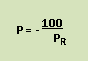 P = - 100
P_R